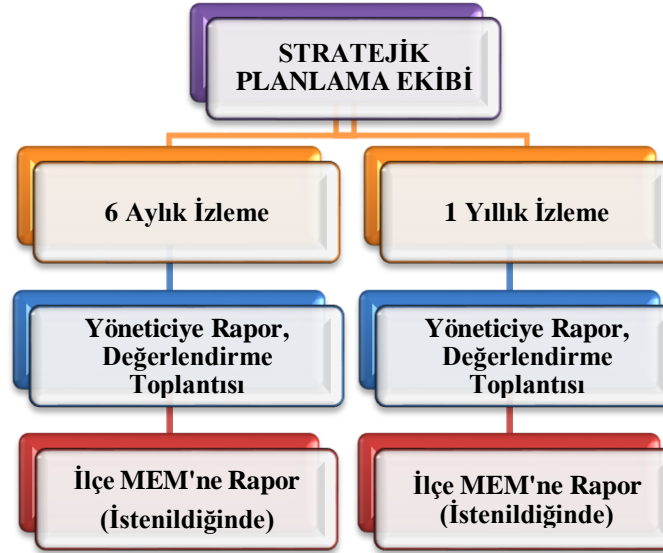 STRATEJİK
PLANLAMA EKİBİ
6 Aylık İzleme
1 Yıllık İzleme
Yöneticiye Rapor,
Değerlendirme
Toplantısı
Yöneticiye Rapor,
Değerlendirme
Toplantısı
İlçe MEM'ne Rapor
(İstenildiğinde)
İlçe MEM'ne Rapor
(İstenildiğinde)